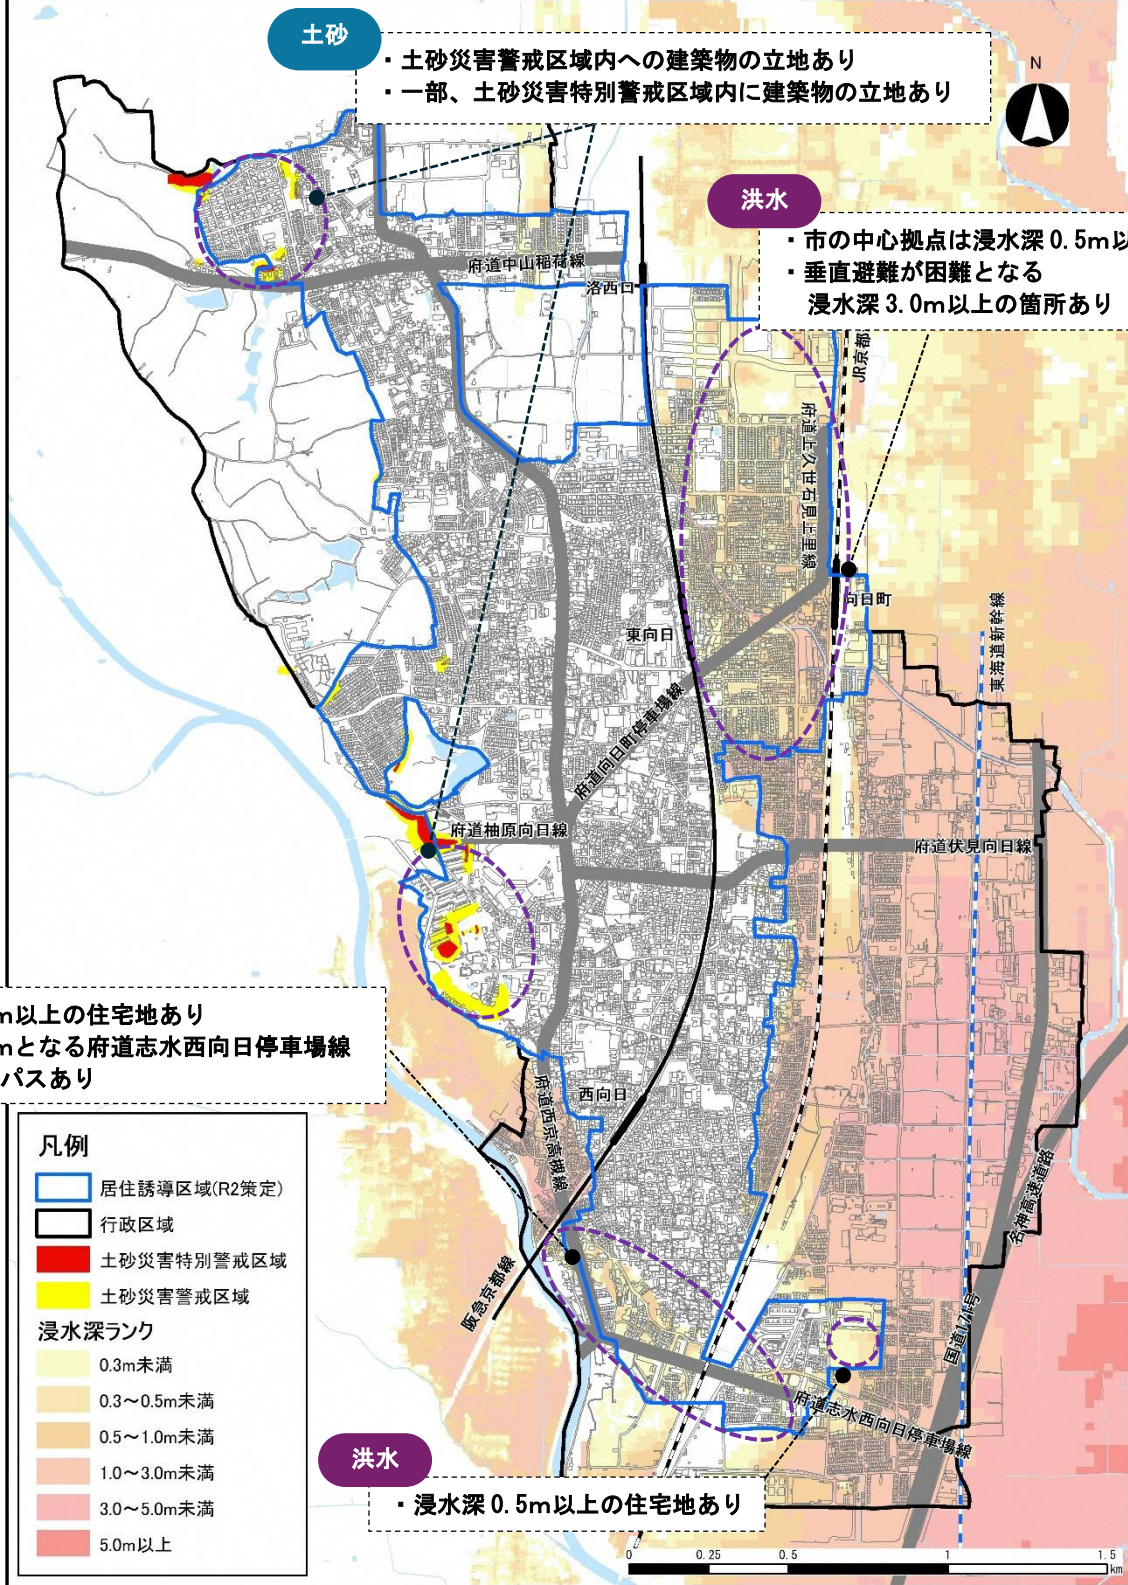 土砂
・土砂災害警戒区域内への建築物の立地あり
・一部、土砂災害特別警戒区域内に建築物の立地あり
N
洪水
・市の中心拠点は浸水深0.5m以
・垂直避難が困難となる
浸水深3.0m以上の箇所あり
府道中山稲荷線
洛西口
JR京都
府道上久世石見上里線
向日町
東向日
東海道新幹線
府道向日町停車場線
府道柚原向日線
府道伏見向日線
m以上の住宅地あり
mとなる府道志水西向日停車場線
パスあり
府道西京高槻線
西向日
名神高速道路
阪急京都線
国道171号
府道志水西向日停車場線
凡例
居住誘導区域(R2策定)
行政区域
土砂災害特別警戒区域
土砂災害警戒区域
浸水深ランク
0.3m未満
0.3～0.5m未満
0.5～1.0m未満
1.0～3.0m未満
3.0～5.0m未満
5.0m以上
洪水
・浸水深0.5m以上の住宅地あり
0 0.25 0.5 1 1.5
km